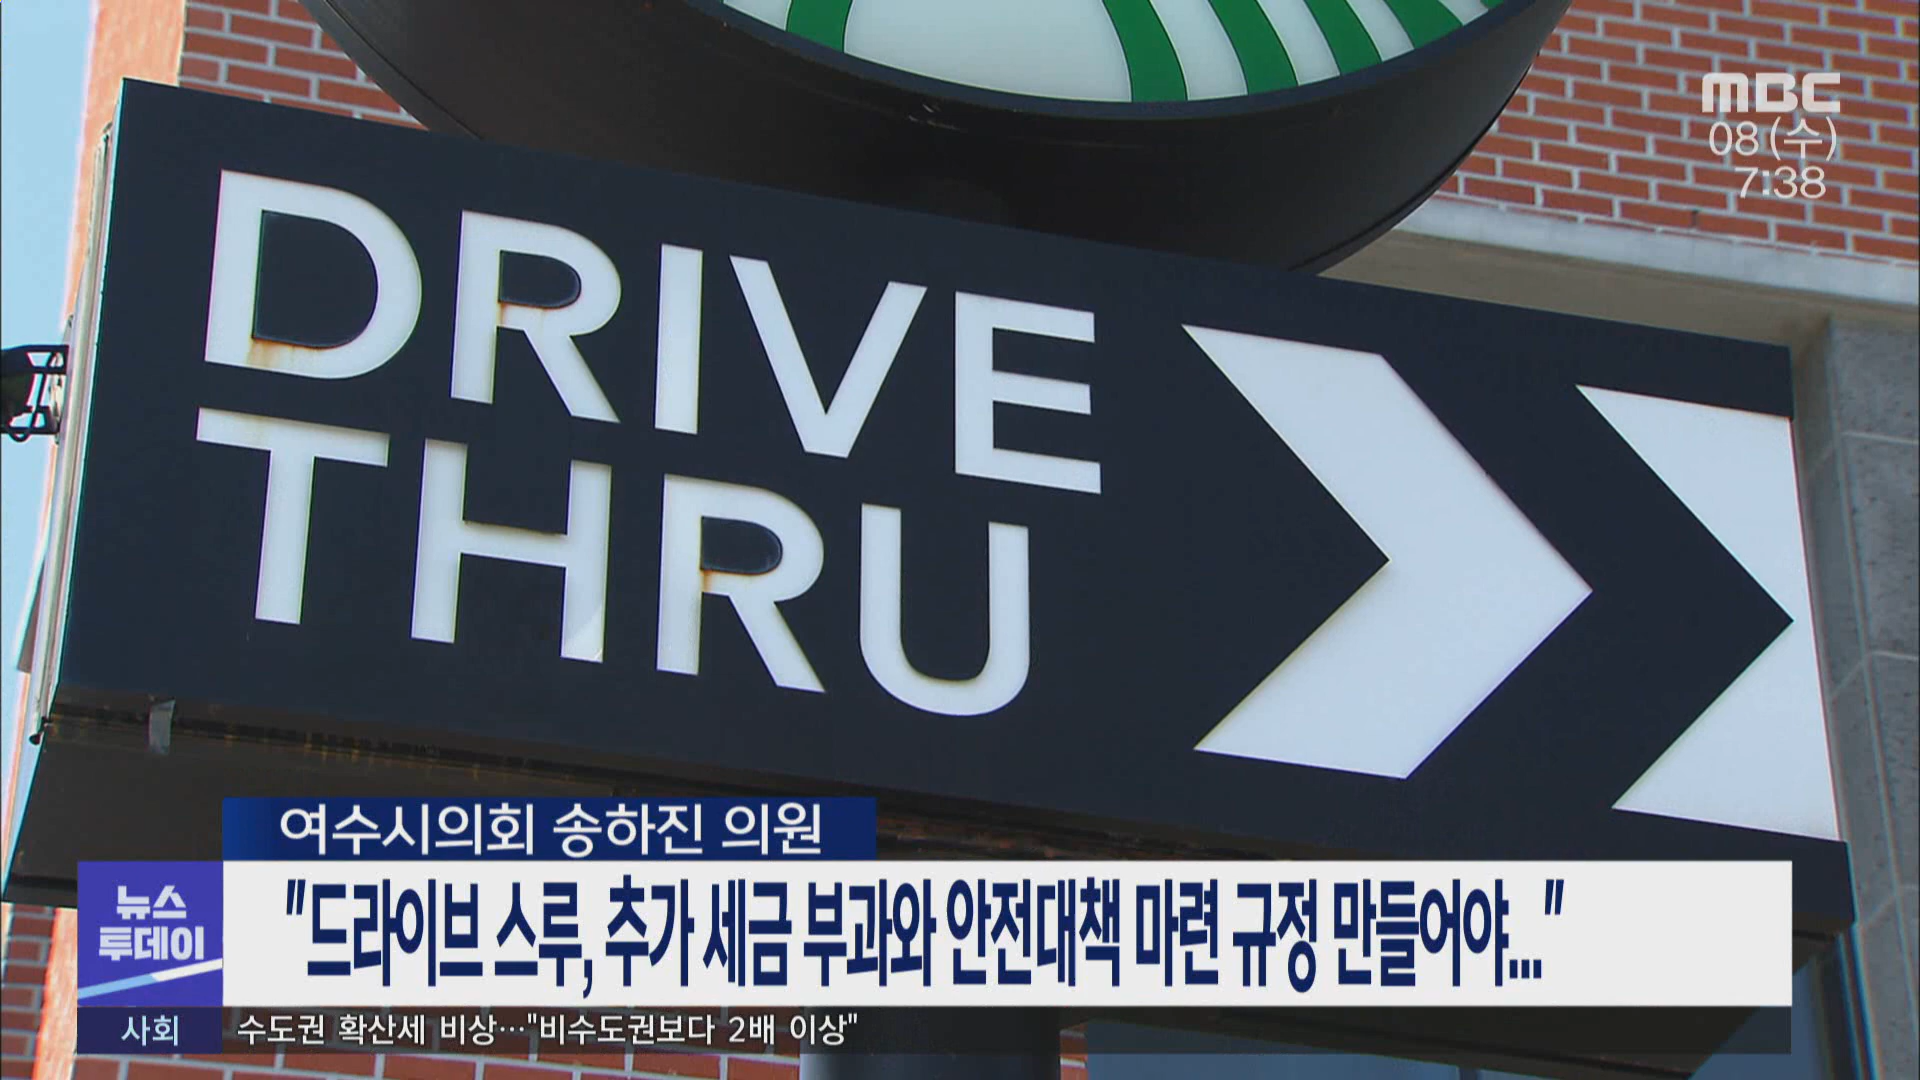 MBC
08(수)
7:38
DRIVE
THRU
여수시의회 송하진 의원
뉴스
투데이
"드라이브 스루, 추가 세금 부과와 안전대책 마련 규정 만들어야..."
사회
수도권 확산세 비상…"비수도권보다 2배 이상"